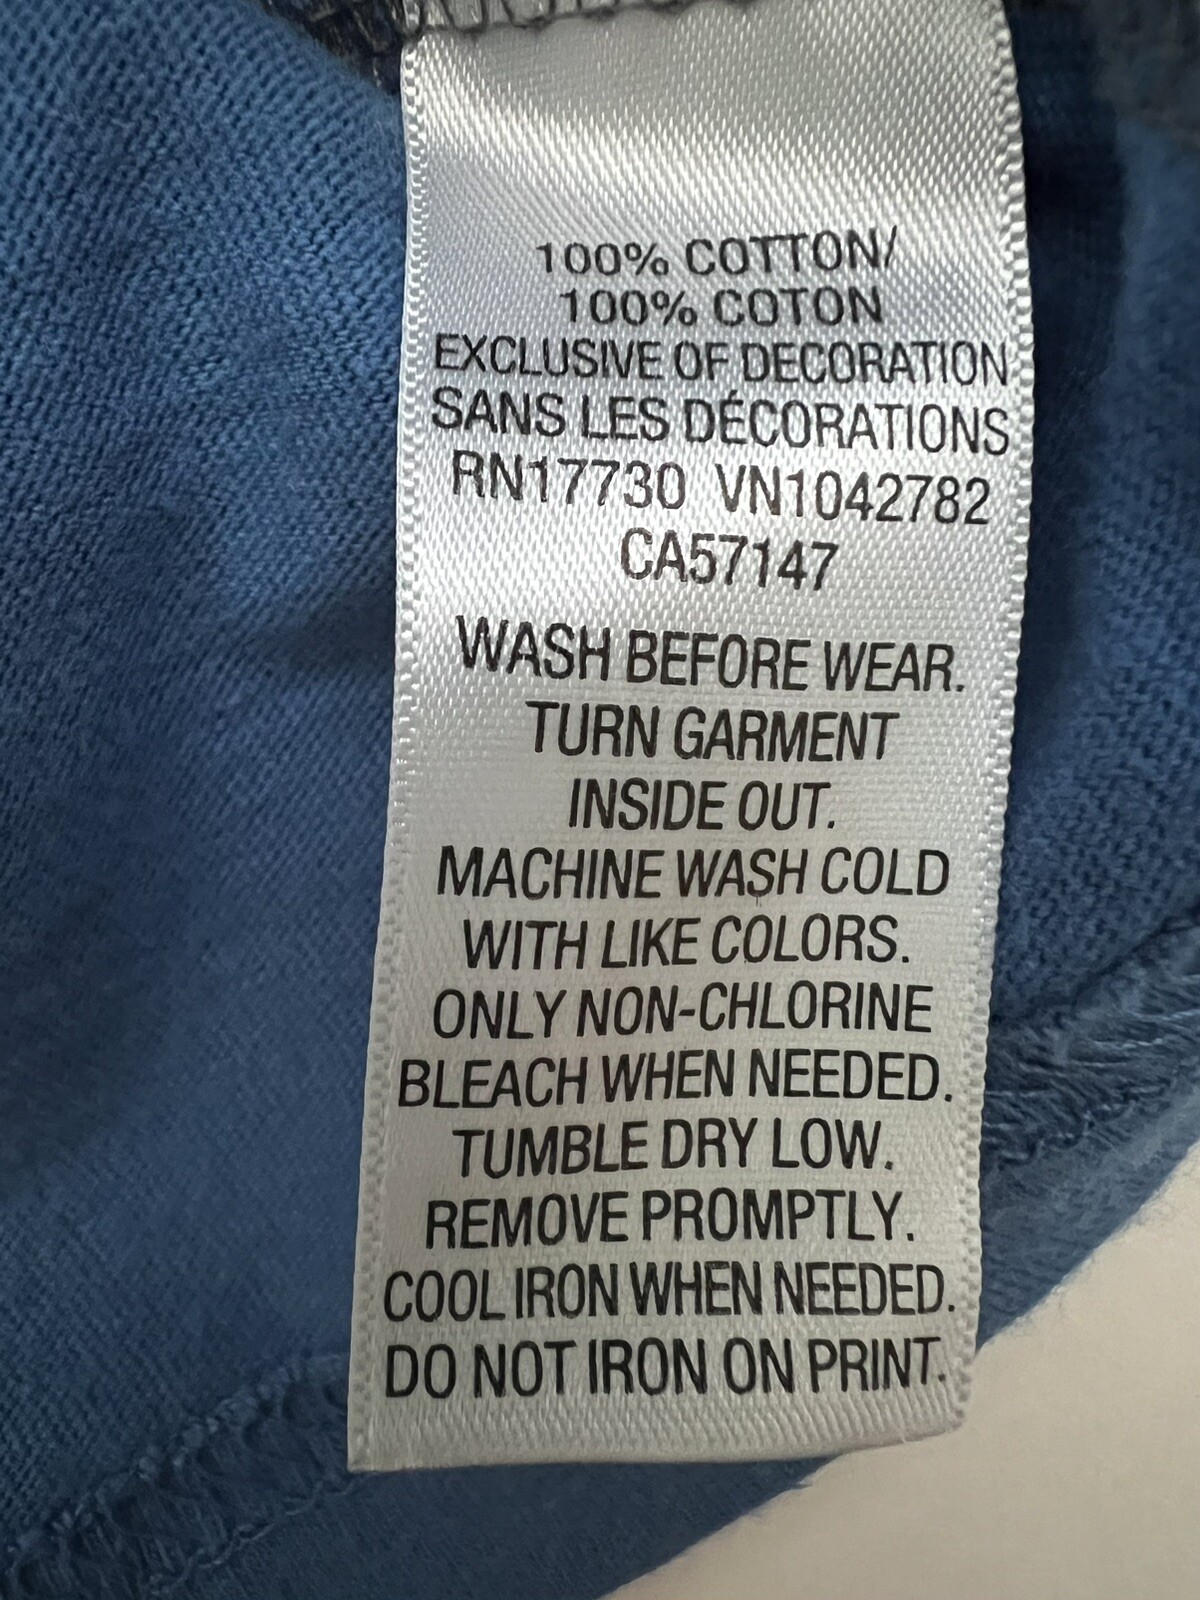 100% COTTON/
100% COTON
EXCLUSIVE OF DECORATION
SANS LES DÉCORATIONS
RN17730 VN1042782
CA57147
WASH BEFORE WEAR.
TURN GARMENT
INSIDE OUT.
MACHINE WASH COLD
WITH LIKE COLORS.
ONLY NON-CHLORINE
BLEACH WHEN NEEDED.
TUMBLE DRY LOW.
REMOVE PROMPTLY.
COOL IRON WHEN NEEDED.
DO NOT IRON ON PRINT.